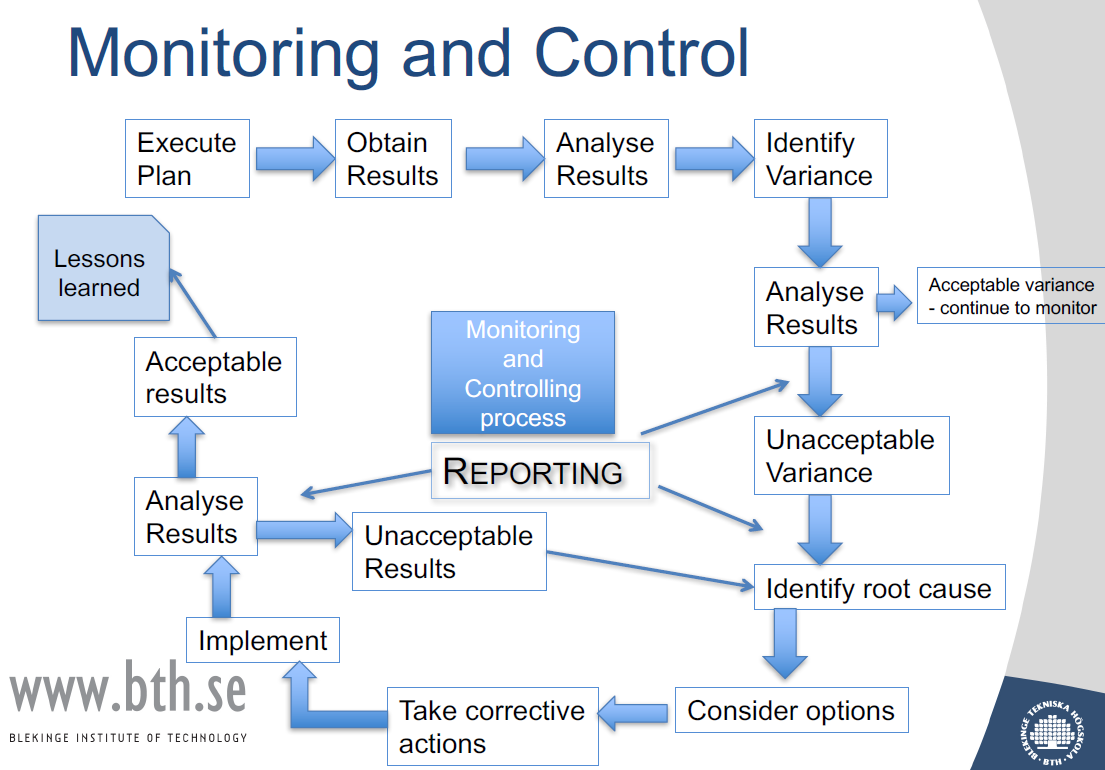 Monitoring and Control
Execute
Plan
Obtain
Results
Analyse
Results
Identify
Variance
Analyse
Results
Acceptable variance
- continue to monitor
Lessons
learned
Acceptable
results
Monitoring
and
Controlling
process
REPORTING
Unacceptable
Variance
Analyse
Results
Unacceptable
Results
Identify root cause
Implement
Take corrective
actions
Consider options
www.bth.se
BLEKINGE INSTITUTE OF TECHNOLOGY
BLEKINGE TEKNISKA HÖGSKOLA
· BTH ·